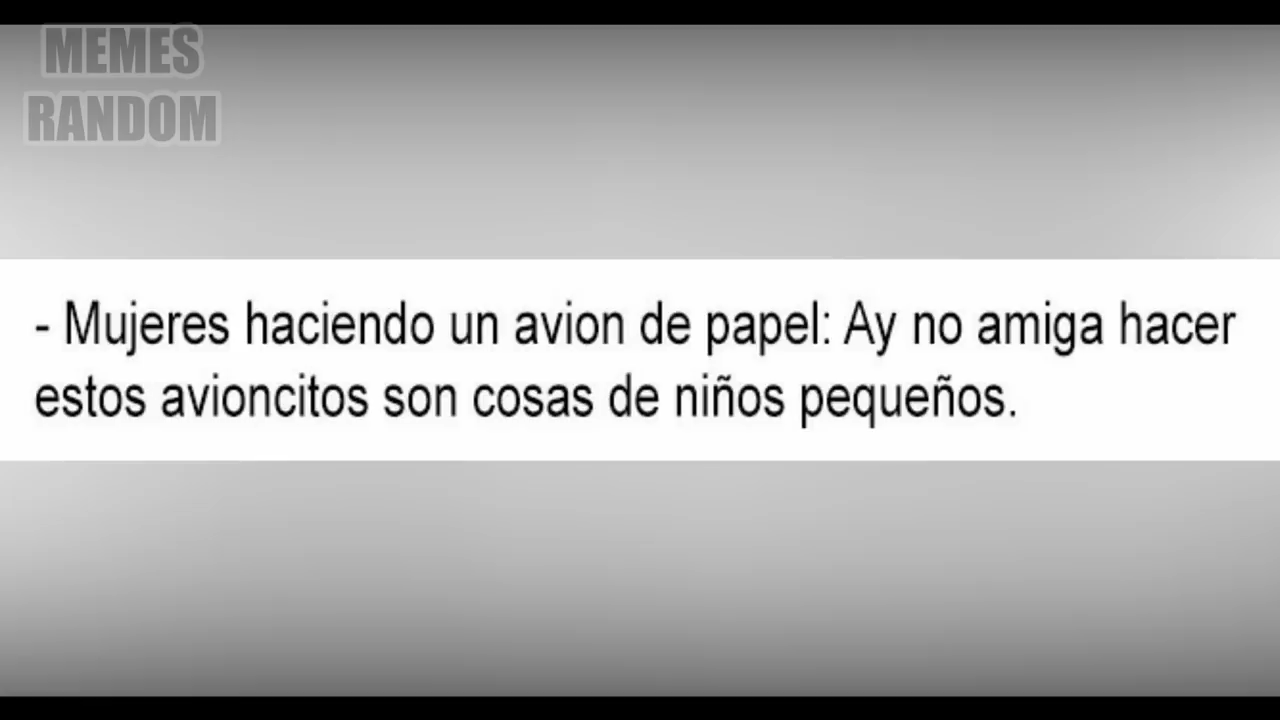 MEMES
RANDOM
- Mujeres haciendo un avion de papel: Ay no amiga hacer
estos avioncitos son cosas de niños pequeños.